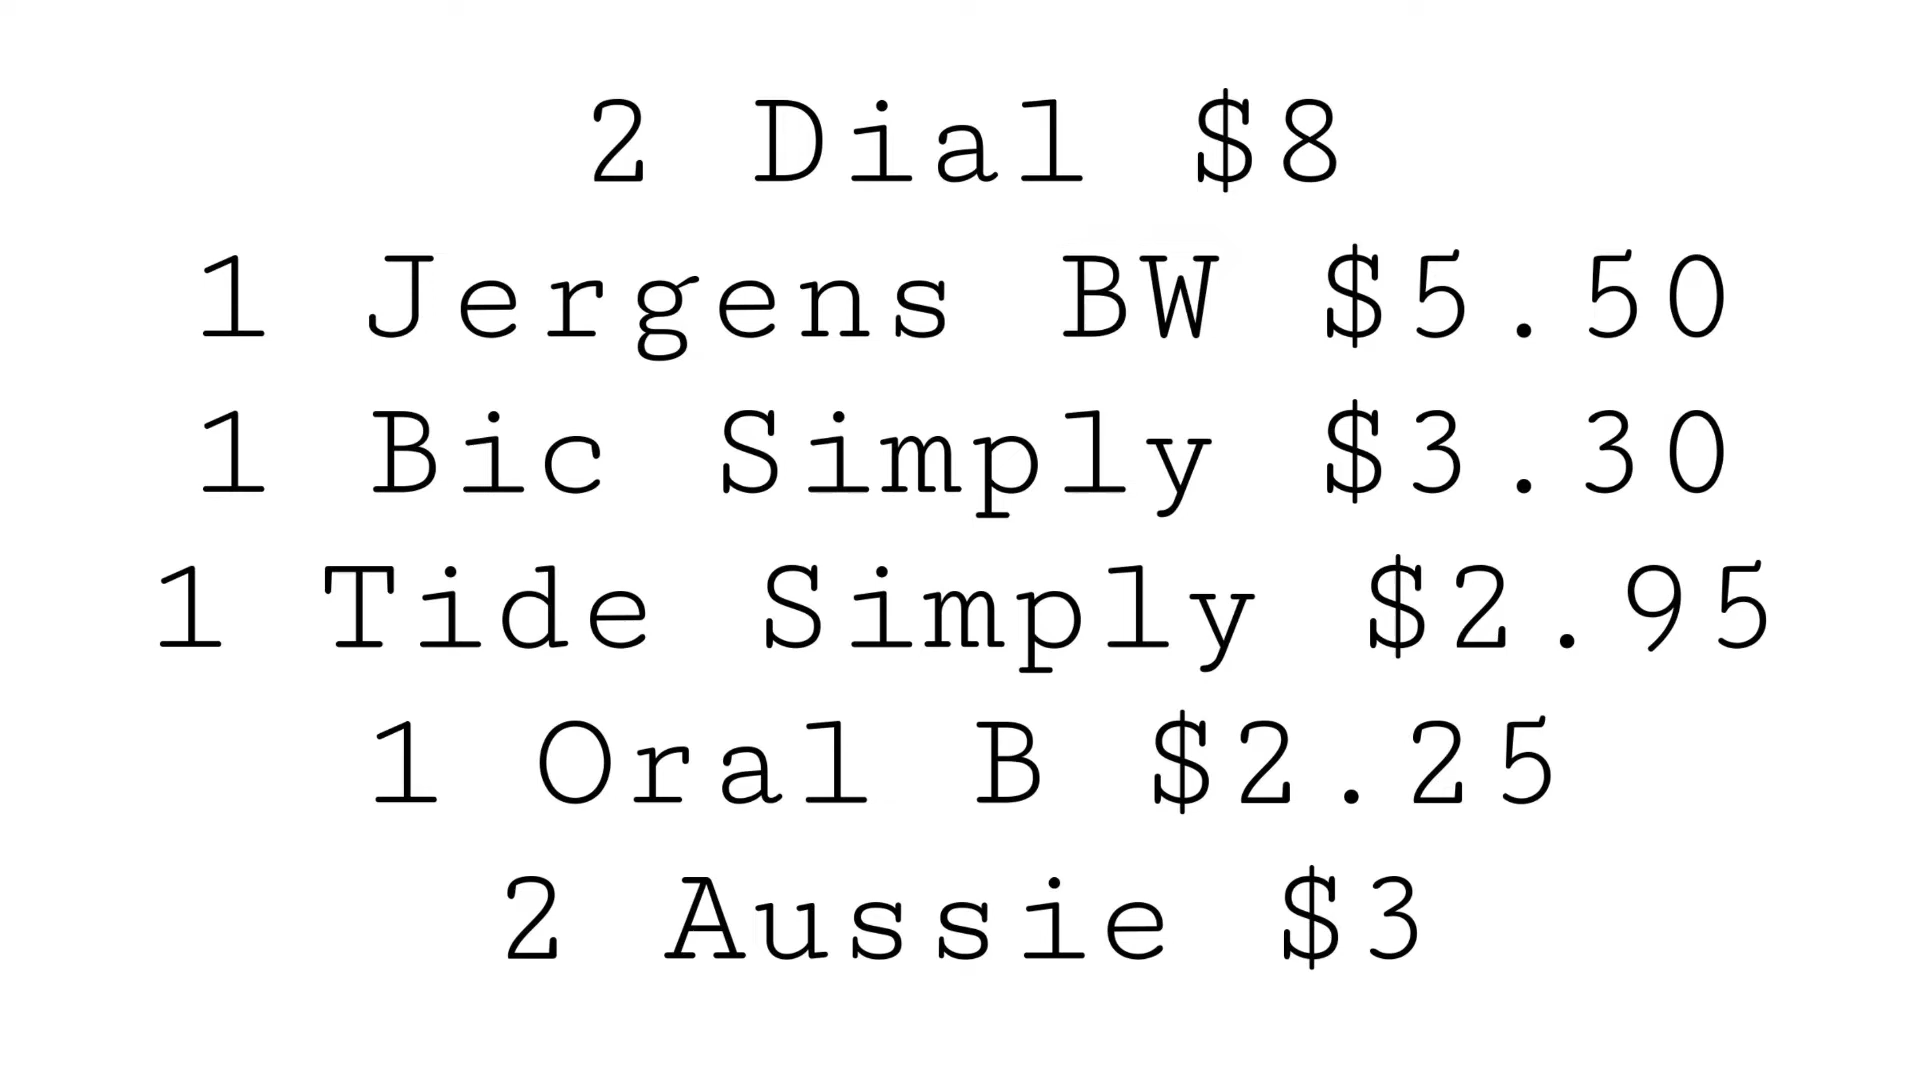 2 Dial $8
1 Jergens BW $5.50
1 Bic Simply $3.30
1 Tide Simply $2.95
1 Oral B $2.25
2 Aussie $3